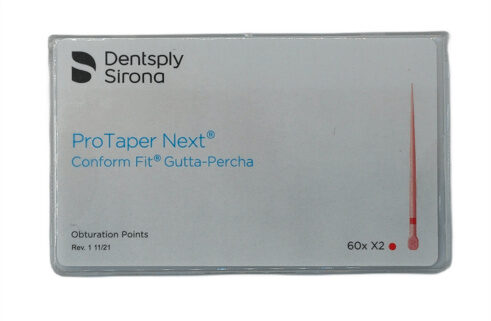 Dentsply
Sirona
ProTaper Next®
Conform Fit® Gutta-Percha
Obturation Points
Rev. 1 11/21
60x X2